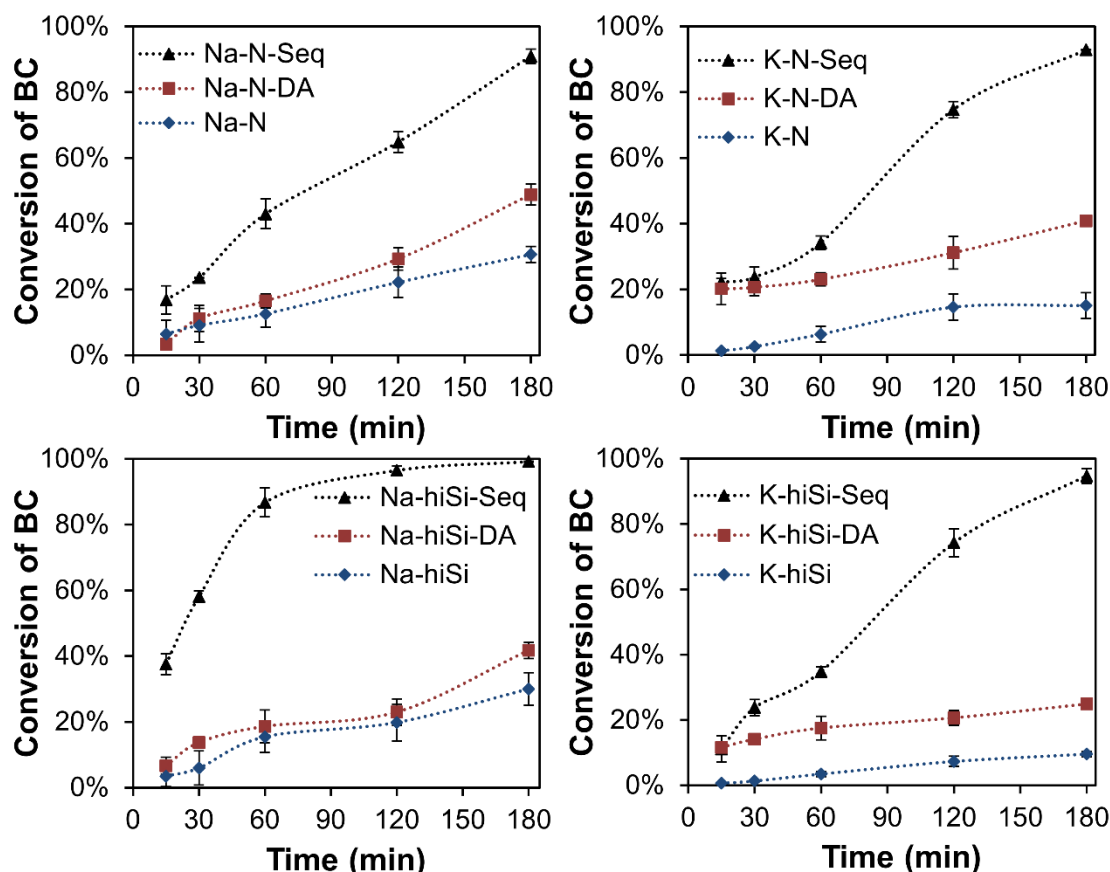 Conversion of BC
100%
80%
60%
40%
20%
0%
Na-N-Seq
Na-N-DA
Na-N
0 30 60 90 120 150 180
Time (min)
Conversion of BC
100%
80%
60%
40%
20%
0%
K-N-Seq
K-N-DA
K-N
0 30 60 90 120 150 180
Time (min)
Conversion of BC
100%
80%
60%
40%
20%
0%
Na-hiSi-Seq
Na-hiSi-DA
Na-hiSi
0 30 60 90 120 150 180
Time (min)
Conversion of BC
100%
80%
60%
40%
20%
0%
K-hiSi-Seq
K-hiSi-DA
K-hiSi
0 30 60 90 120 150 180
Time (min)